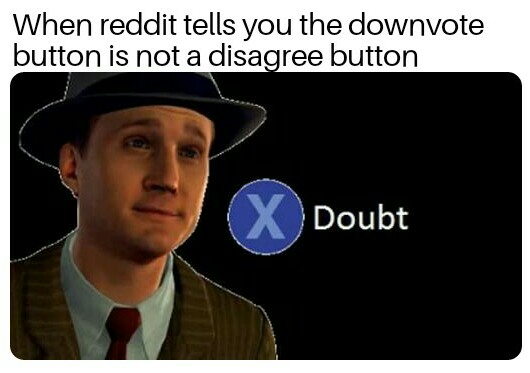 When reddit tells you the downvote
button is not a disagree button
X Doubt